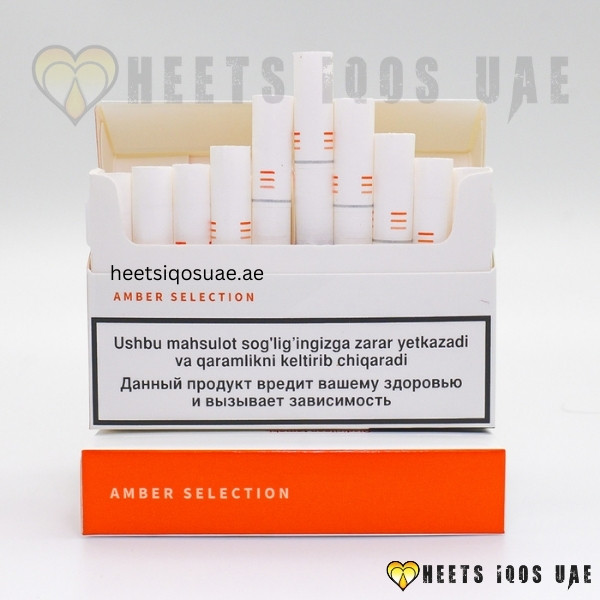 HEETS iQOS UAE
heetsiqosuae.ae
AMBER SELECTION
Ushbu mahsulot sog'lig'ingizga zarar yetkazadi
va qaramlikni keltirib chiqaradi
Данный продукт вредит вашему здоровью
и вызывает зависимость
AMBER SELECTION
HEETS iQOS UAE